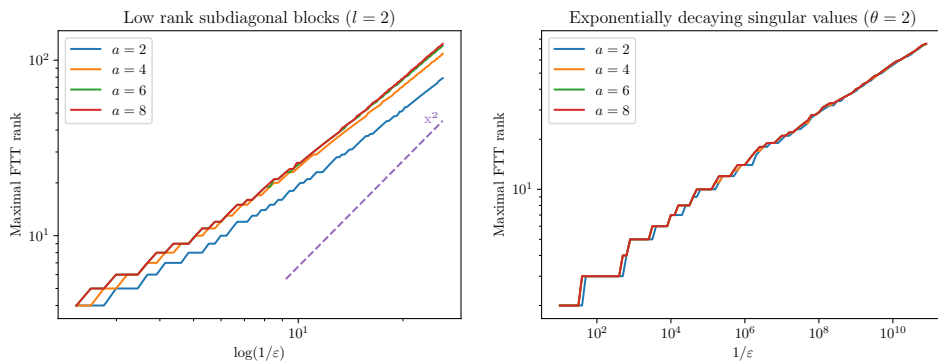 Low rank subdiagonal blocks (l = 2)
a = 2
a = 4
a = 6
a = 8
x²
Maximal FTT rank
10²
10¹
10¹
log(1/ε)
Exponentially decaying singular values (θ = 2)
a = 2
a = 4
a = 6
a = 8
Maximal FTT rank
10¹
10² 10⁴ 10⁶ 10⁸ 10¹⁰
1/ε